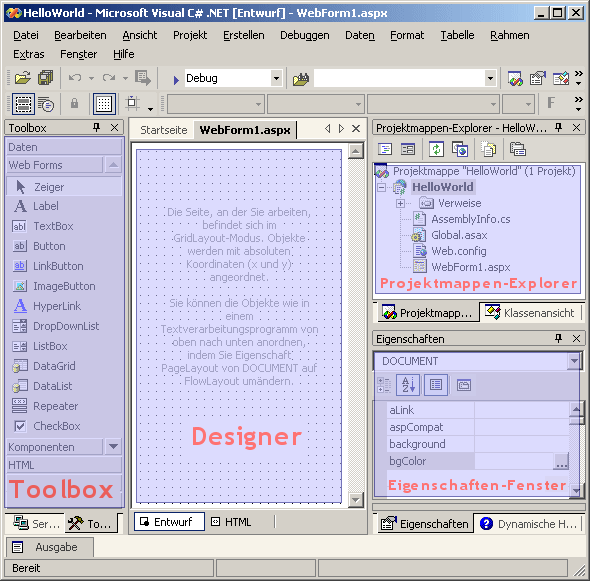 HelloWorld - Microsoft Visual C# .NET [Entwurf] - WebForm1.aspx
Datei Bearbeiten Ansicht Projekt Erstellen Debuggen Daten Format Tabelle Rahmen
Extras Fenster Hilfe
Debug
F
Toolbox
Daten
Web Forms
Zeiger
Label
TextBox
Button
LinkButton
ImageButton
HyperLink
DropDownList
ListBox
DataGrid
DataList
Repeater
CheckBox
Komponenten
HTML
Toolbox
Ser... To...
Startseite WebForm1.aspx
Die Seite, an der Sie arbeiten,
befindet sich im
GridLayout-Modus. Objekte
werden mit absoluten
Koordinaten (x und y)
angeordnet.
Sie können die Objekte wie in
einem
Textverarbeitungsprogramm von
oben nach unten anordnen,
indem Sie Eigenschaft
PageLayout von DOCUMENT auf
FlowLayout umändern.
Designer
Entwurf HTML
Projektmappen-Explorer - HelloW...
Projektmappe "HelloWorld" (1 Projekt)
HelloWorld
Verweise
AssemblyInfo.cs
Global.asax
Web.config
WebForm1.aspx
Projektmappen-Explorer
Projektmapp... Klassenansicht
Eigenschaften
DOCUMENT
aLink
aspCompat
background
bgColor
Eigenschaften-Fenster
Eigenschaften Dynamische H...
Ausgabe
Bereit